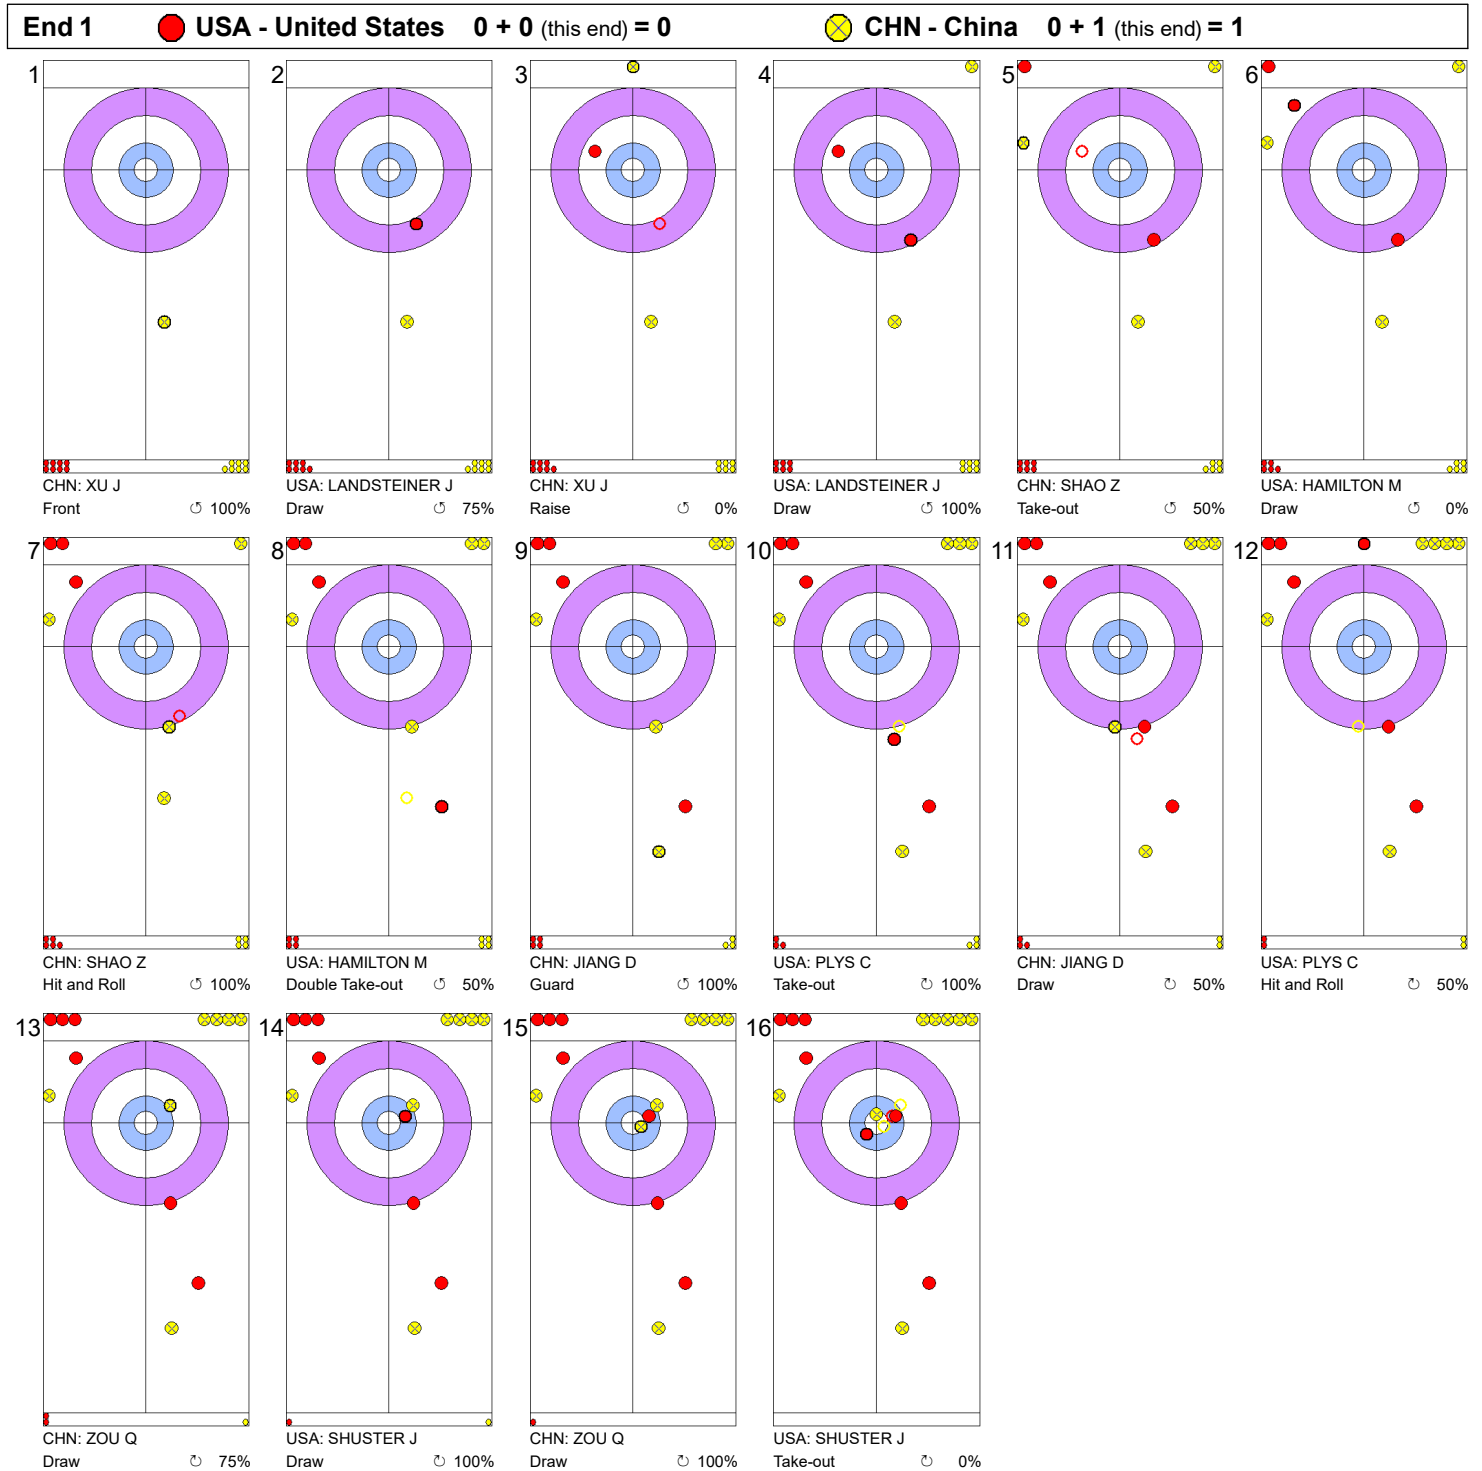 End 1 USA - United States 0 + 0 (this end) = 0 CHN - China 0 + 1 (this end) = 1
1 2 3 4 5 6
CHN: XU J USA: LANDSTEINER J CHN: XU J USA: LANDSTEINER J CHN: SHAO Z USA: HAMILTON M
Front 100% Draw 75% Raise 0% Draw 100% Take-out 50% Draw 0%
7 8 9 10 11 12
CHN: SHAO Z USA: HAMILTON M CHN: JIANG D USA: PLYS C CHN: JIANG D USA: PLYS C
Hit and Roll 100% Double Take-out 50% Guard 100% Take-out 100% Draw 50% Hit and Roll 50%
13 14 15 16
CHN: ZOU Q USA: SHUSTER J CHN: ZOU Q USA: SHUSTER J
Draw 75% Draw 100% Draw 100% Take-out 0%